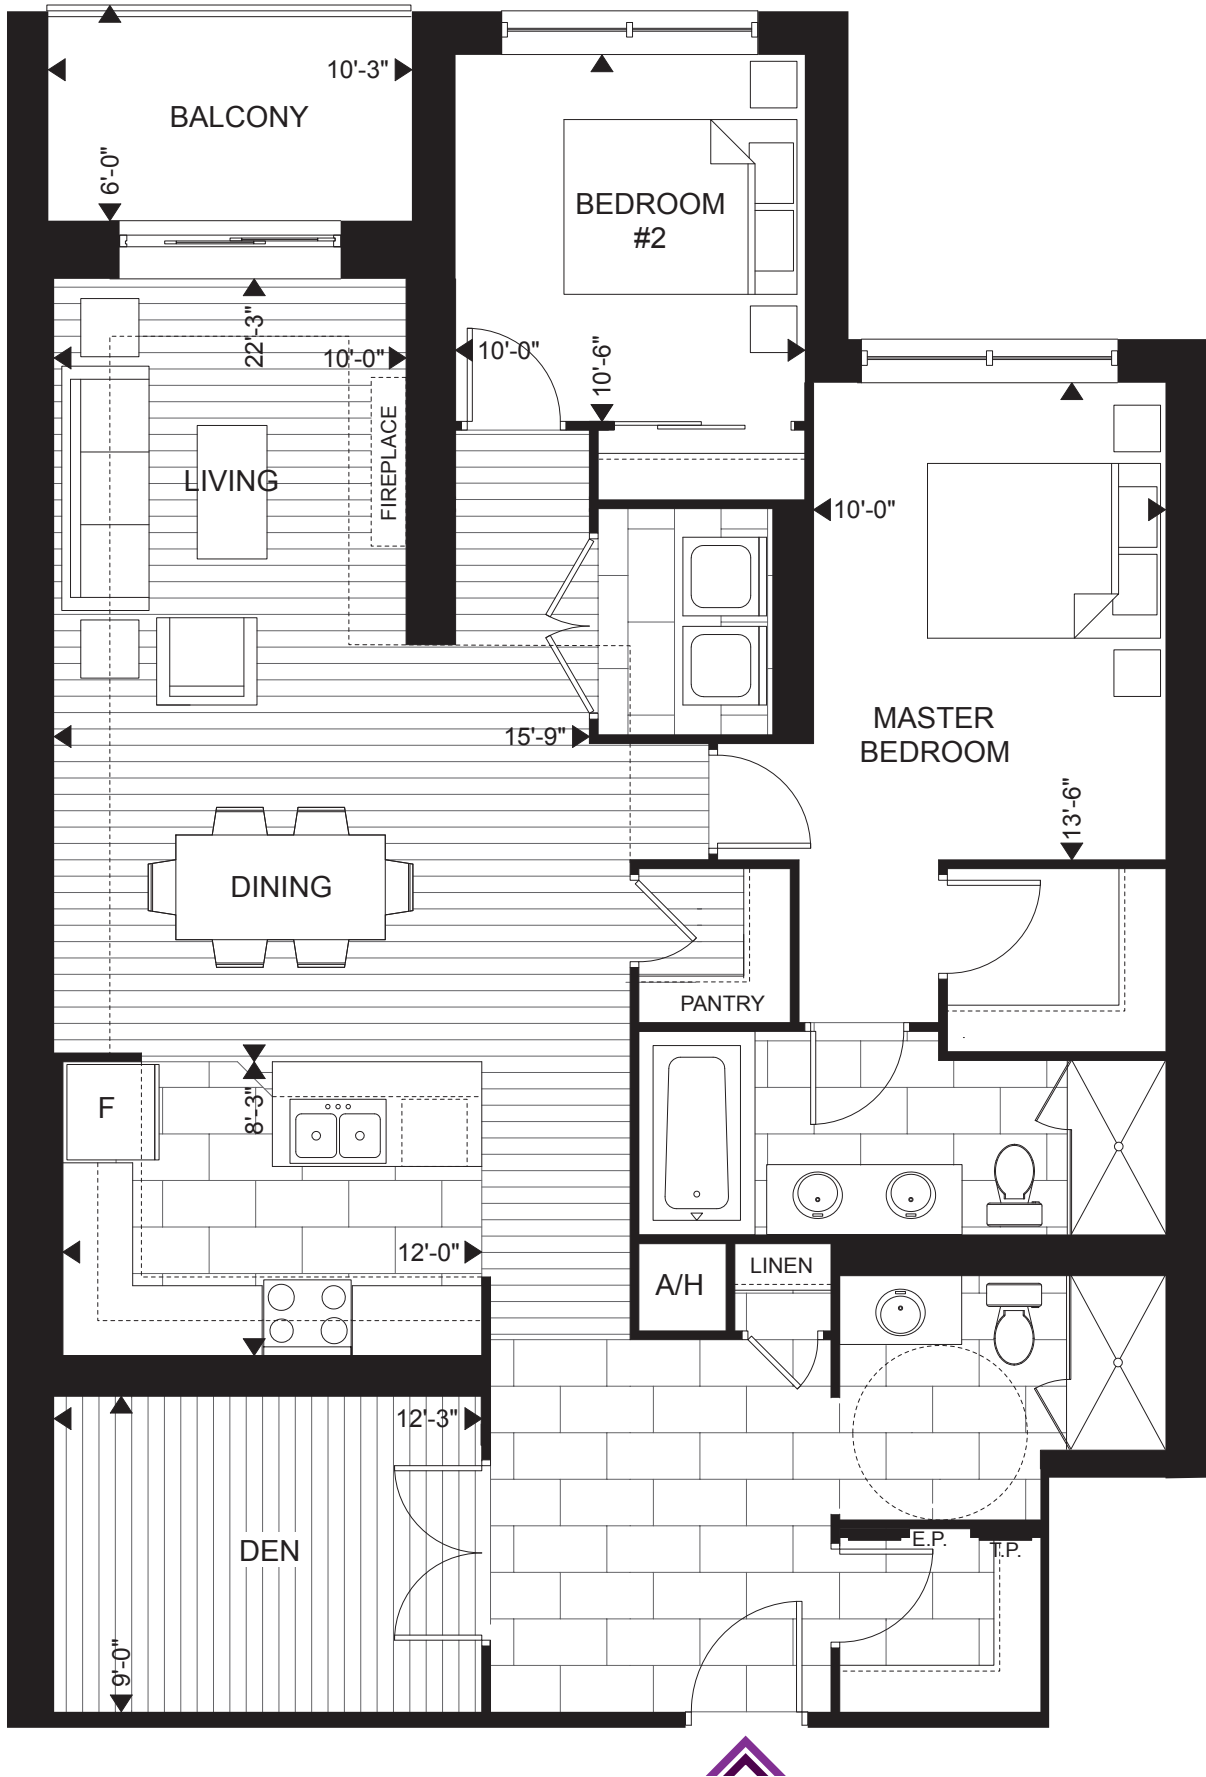 10'-3"
BALCONY
6'-0"
BEDROOM
#2
22'-3"
10'-0"
10'-0"
10'-6"
FIREPLACE
LIVING
10'-0"
15'-9"
MASTER
BEDROOM
13'-6"
DINING
PANTRY
F
8'-3"
12'-0"
A/H
LINEN
12'-3"
DEN
E.P.
T.P.
9'-0"